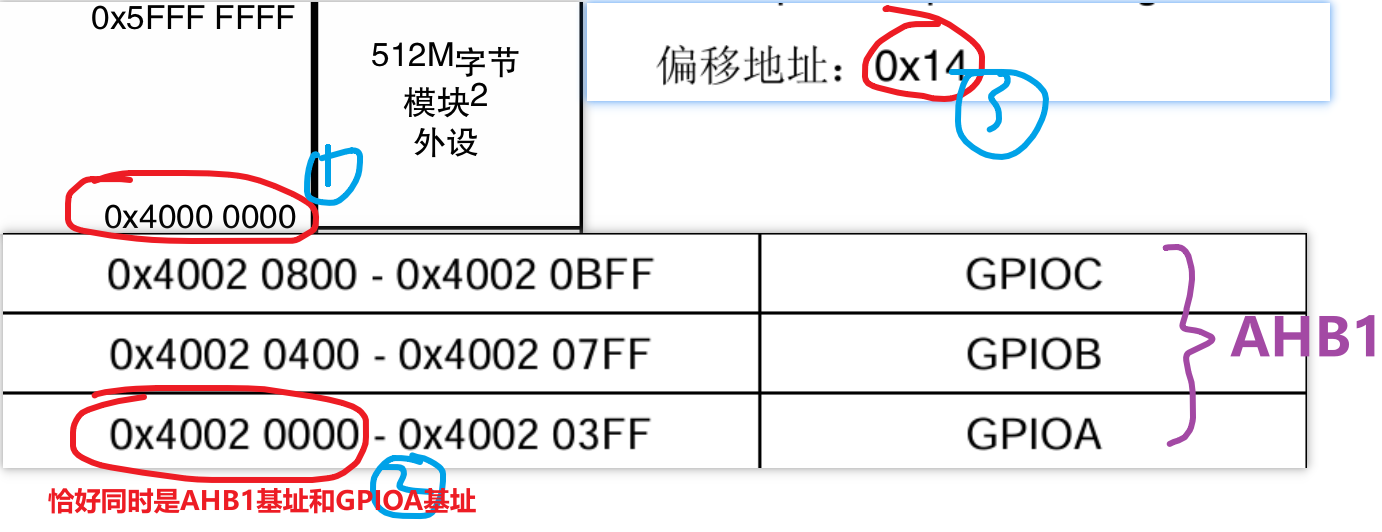 0x5FFF FFFF
512M字节
模块2
外设
偏移地址：0x14
3
1
0x4000 0000
0x4002 0800 - 0x4002 0BFF GPIOC
0x4002 0400 - 0x4002 07FF GPIOB
AHB1
0x4002 0000 - 0x4002 03FF GPIOA
2
恰好同时是AHB1基址和GPIOA基址